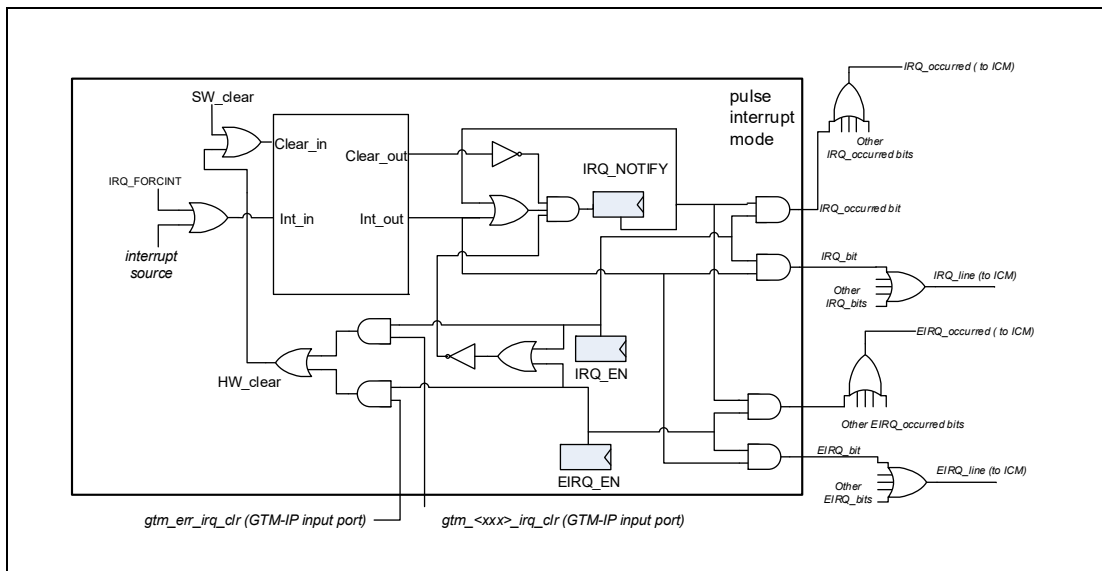 IRQ_occurred ( to ICM)
SW_clear
pulse
interrupt
mode
Other
IRQ_occurred bits
Clear_in
Clear_out
IRQ_NOTIFY
IRQ_FORCINT
Int_in
Int_out
IRQ_occurred bit
interrupt
source
IRQ_bit
IRQ_line (to ICM)
Other
IRQ_bits
EIRQ_occurred ( to ICM)
HW_clear
IRQ_EN
Other EIRQ_occurred bits
EIRQ_bit
EIRQ_EN
EIRQ_line (to ICM)
Other
EIRQ_bits
gtm_err_irq_clr (GTM-IP input port)
gtm_<xxx>_irq_clr (GTM-IP input port)